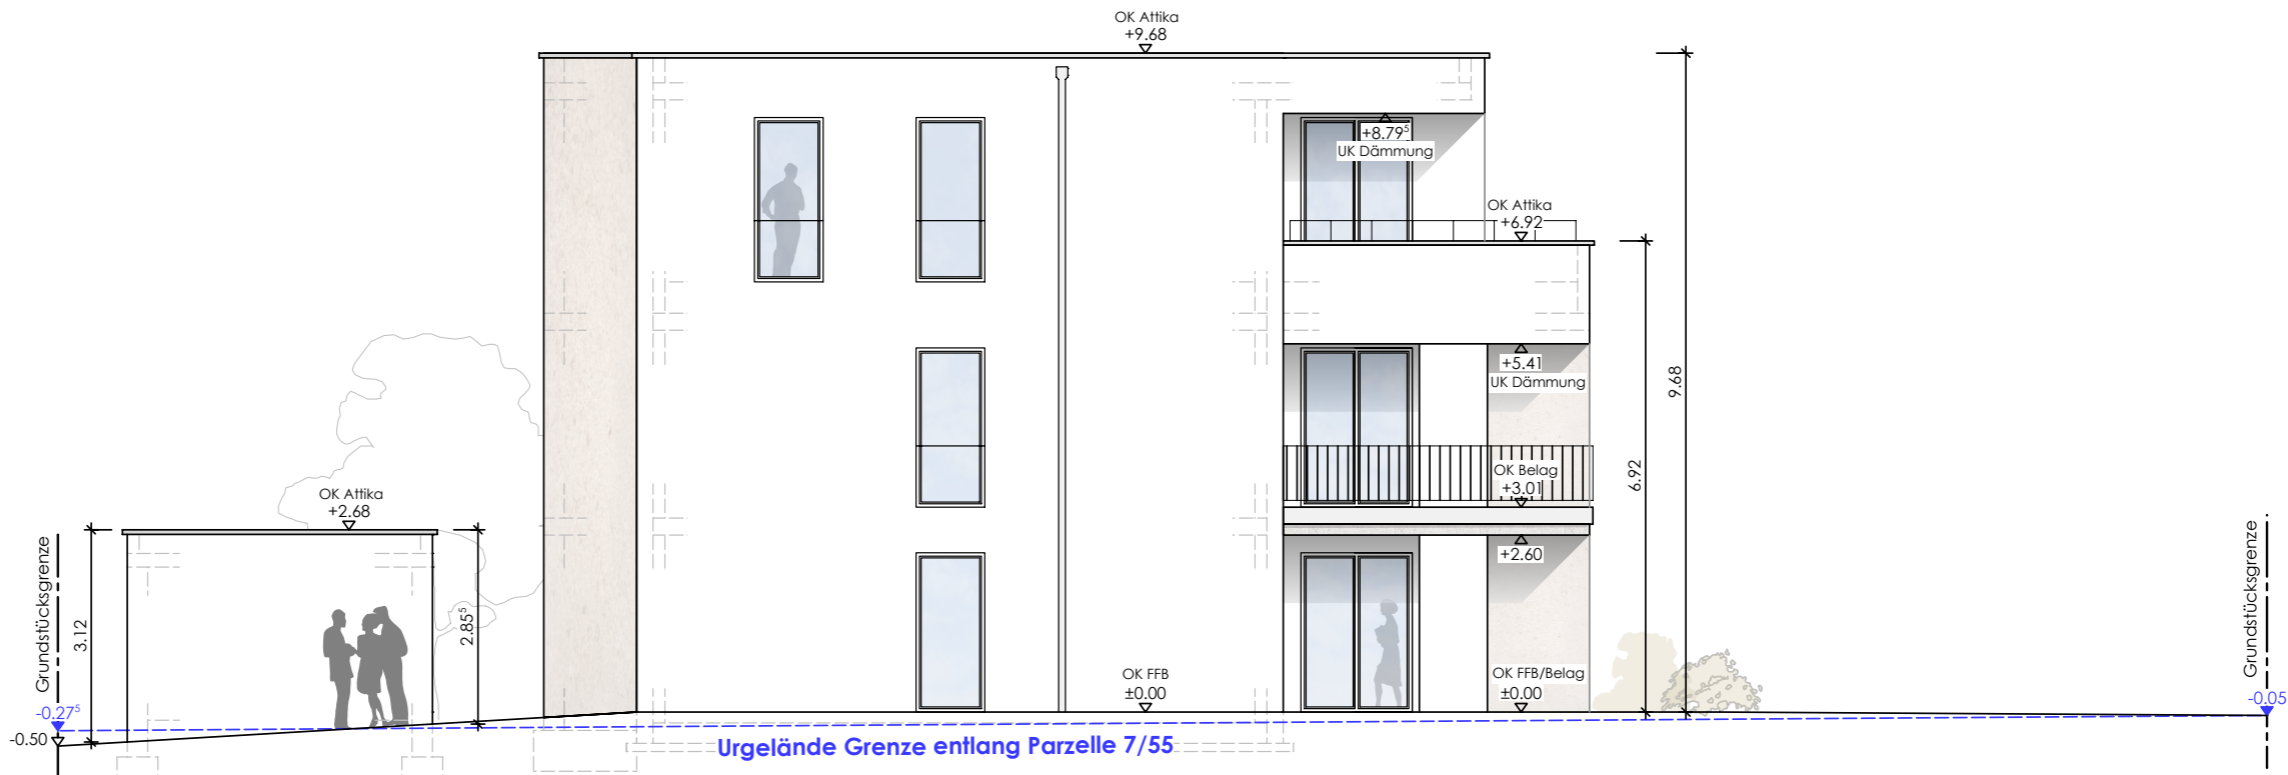 OK Attika
+9.68
+8.79⁵
UK Dämmung
OK Attika
+6.92
9.68
+5.41
UK Dämmung
6.92
OK Belag
+3.01
OK Attika
+2.68
+2.60
Grundstücksgrenze
3.12
2.85⁵
Grundstücksgrenze
OK FFB
±0.00
OK FFB/Belag
±0.00
-0.27⁵
-0.05
-0.50
Urgelände Grenze entlang Parzelle 7/55